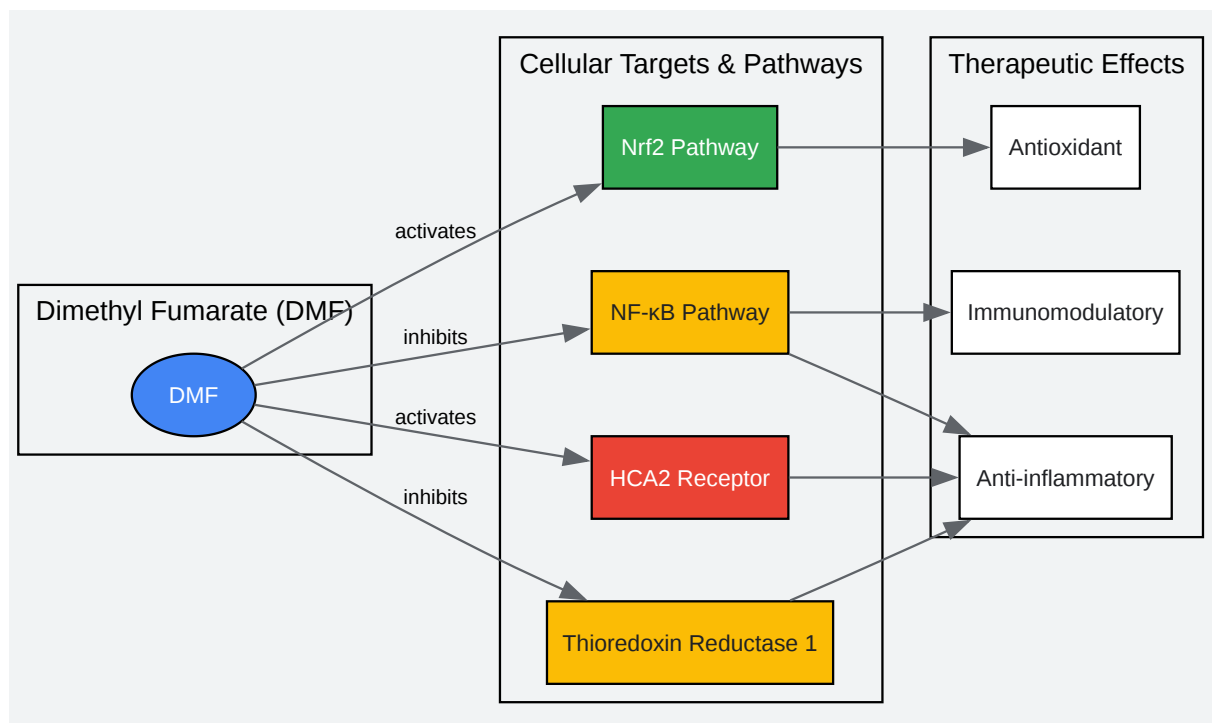 Cellular Targets & Pathways
Therapeutic Effects
Nrf2 Pathway
Antioxidant
activates
Dimethyl Fumarate (DMF)
NF-κB Pathway
Immunomodulatory
inhibits
DMF
activates
HCA2 Receptor
Anti-inflammatory
inhibits
Thioredoxin Reductase 1